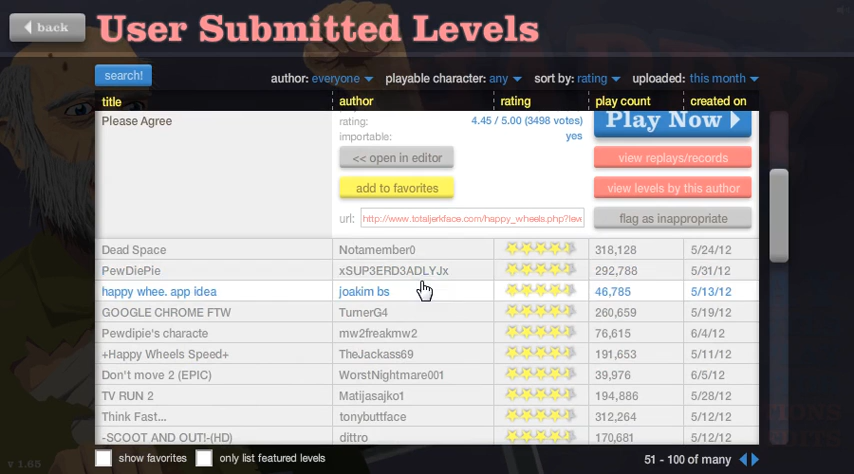 back
User Submitted Levels
search!
author: everyone playable character: any sort by: rating uploaded: this month
title author rating play count created on
Please Agree
rating: 4.45 / 5.00 (3498 votes)
importable: yes
Play Now
<< open in editor
view replays/records
add to favorites
view levels by this author
url: http://www.totaljerkface.com/happy_wheels.php?leve
flag as inappropriate
Dead Space Notamember0 318,128 5/24/12
PewDiePie xSUP3ERD3ADLYJx 292,788 5/31/12
happy whee. app idea joakim bs 46,785 5/13/12
GOOGLE CHROME FTW TurnerG4 260,659 5/19/12
Pewdipie's characte mw2freakmw2 76,615 6/4/12
+Happy Wheels Speed+ TheJackass69 191,653 5/11/12
Don't move 2 (EPIC) WorstNightmare001 39,976 6/5/12
TV RUN 2 Matijasajko1 194,886 5/28/12
Think Fast... tonybuttface 312,264 5/12/12
-SCOOT AND OUT!-(HD) dittro 170,681 5/12/12
show favorites only list featured levels 51 - 100 of many
v 1.65